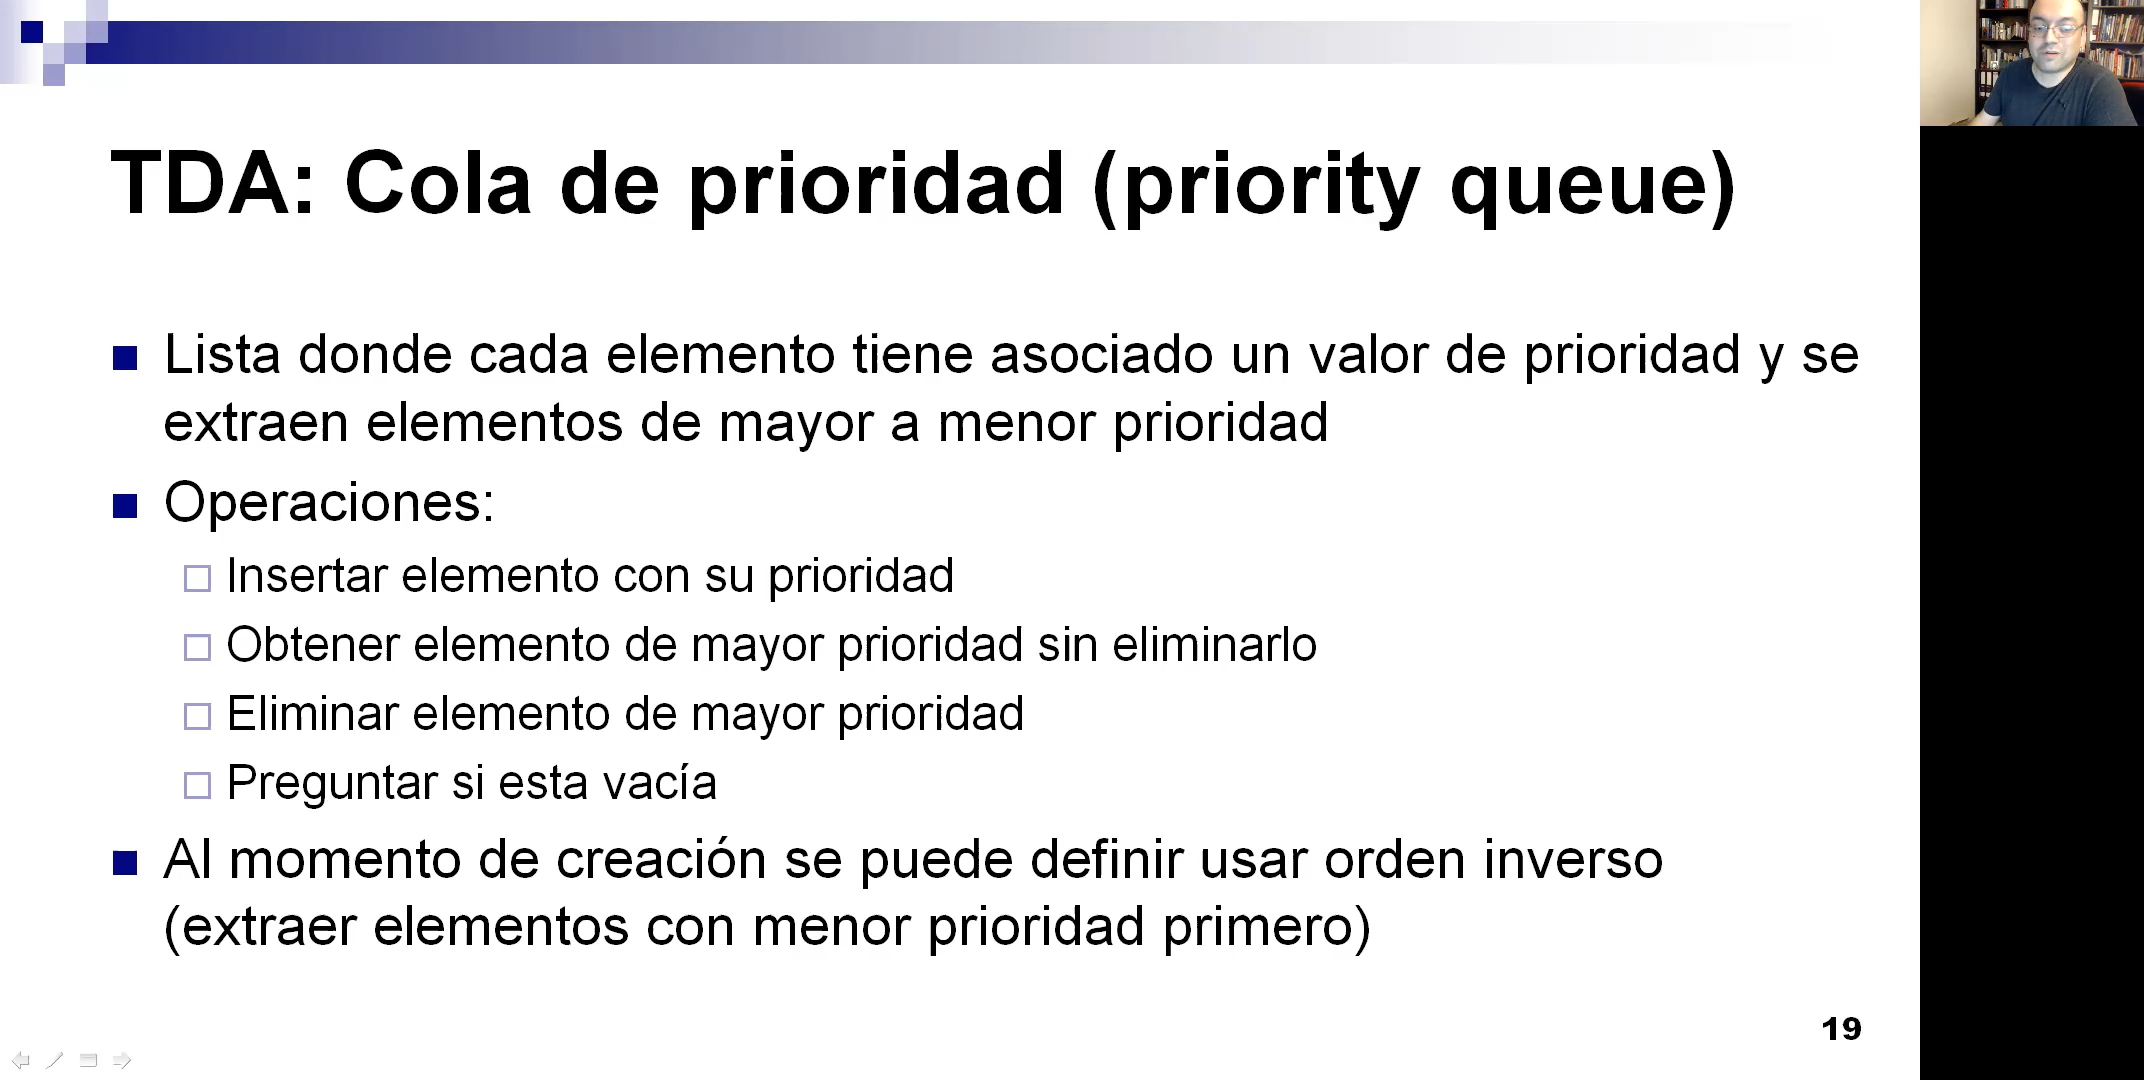 TDA: Cola de prioridad (priority queue)
Lista donde cada elemento tiene asociado un valor de prioridad y se
extraen elementos de mayor a menor prioridad
Operaciones:
Insertar elemento con su prioridad
Obtener elemento de mayor prioridad sin eliminarlo
Eliminar elemento de mayor prioridad
Preguntar si esta vacía
Al momento de creación se puede definir usar orden inverso
(extraer elementos con menor prioridad primero)
19